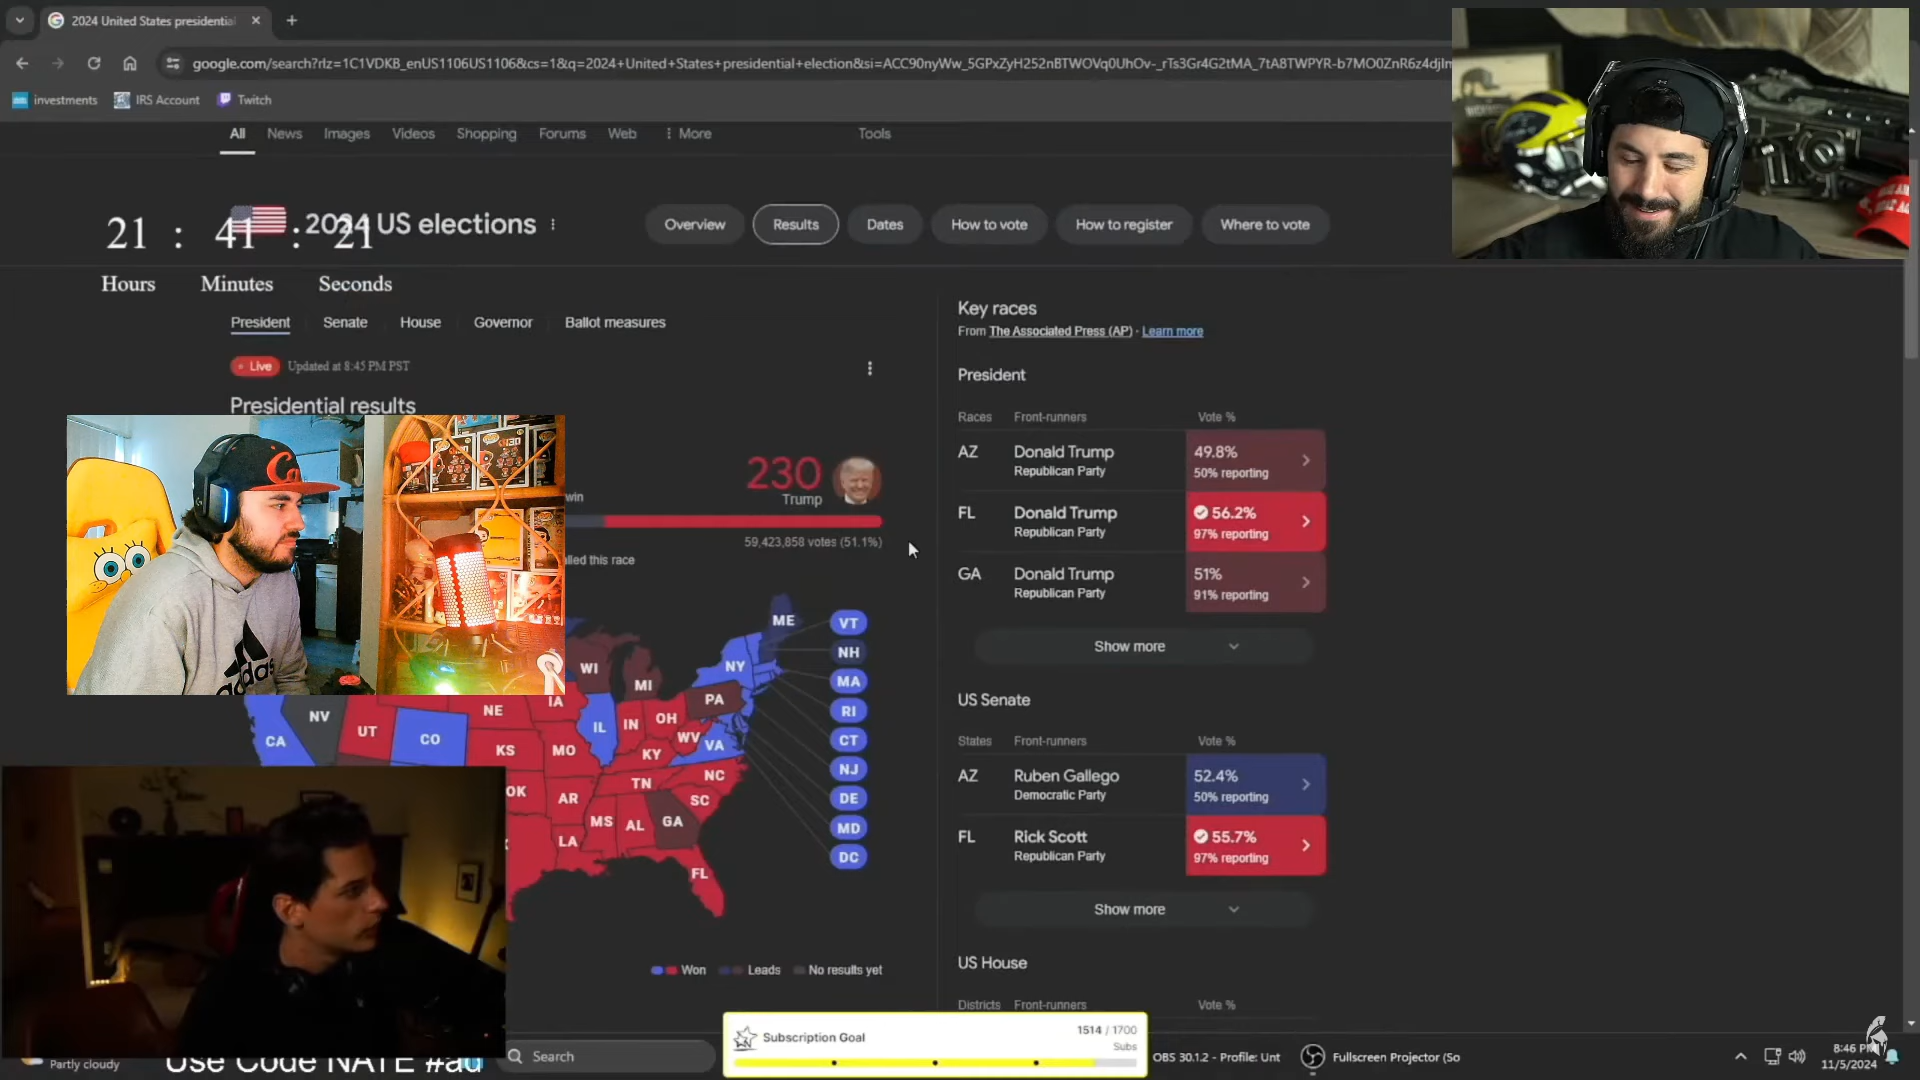 2024 United States presidential
google.com/search?rlz=1C1VDKB_enUS1106US1106&cs=1&q=2024+United+States+presidential+election&si=ACC90nyWw_5GPxZyH252nBTWOVq0UhOv-_rTs3Gr4G2tMA_7tA8TWPYR-b7MO0ZnR6z4djIm
investments
IRS Account
Twitch
All
News
Images
Videos
Shopping
Forums
Web
More
Tools
21 : 41 : 21
Hours Minutes Seconds
2024 US elections
Overview
Results
Dates
How to vote
How to register
Where to vote
President
Senate
House
Governor
Ballot measures
Live
Updated at 8:45 PM PST
Presidential results
win
230
Trump
59,423,858 votes (51.1%)
this race
ME
VT
NH
MA
RI
CT
NJ
DE
MD
DC
WI
MI
NY
PA
NV
UT
CA
CO
NE
IA
IL
IN
OH
WV
VA
KS
MO
KY
TN
NC
OK
AR
SC
MS
AL
GA
LA
FL
Won
Leads
No results yet
Key races
From The Associated Press (AP) · Learn more
President
Races Front-runners Vote %
AZ Donald Trump 49.8%
Republican Party 50% reporting
FL Donald Trump 56.2%
Republican Party 97% reporting
GA Donald Trump 51%
Republican Party 91% reporting
Show more
US Senate
States Front-runners Vote %
AZ Ruben Gallego 52.4%
Democratic Party 50% reporting
FL Rick Scott 55.7%
Republican Party 97% reporting
Show more
US House
Districts Front-runners Vote %
adidas
Subscription Goal
1514 / 1700
Subs
Partly cloudy
Use Code NATE #ad
Search
OBS 30.1.2 - Profile: Unt
Fullscreen Projector (So
8:46 PM
11/5/2024